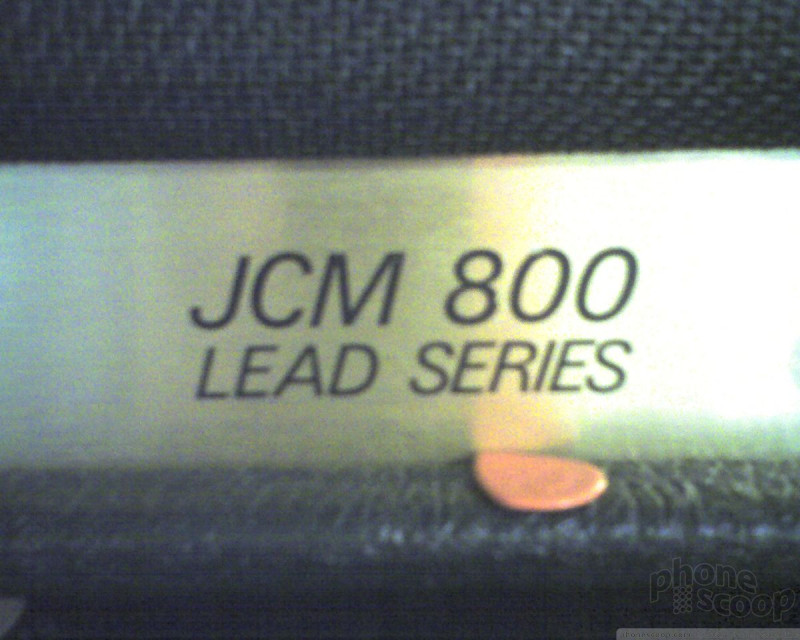 JCM 800
LEAD SERIES
phone
scoop